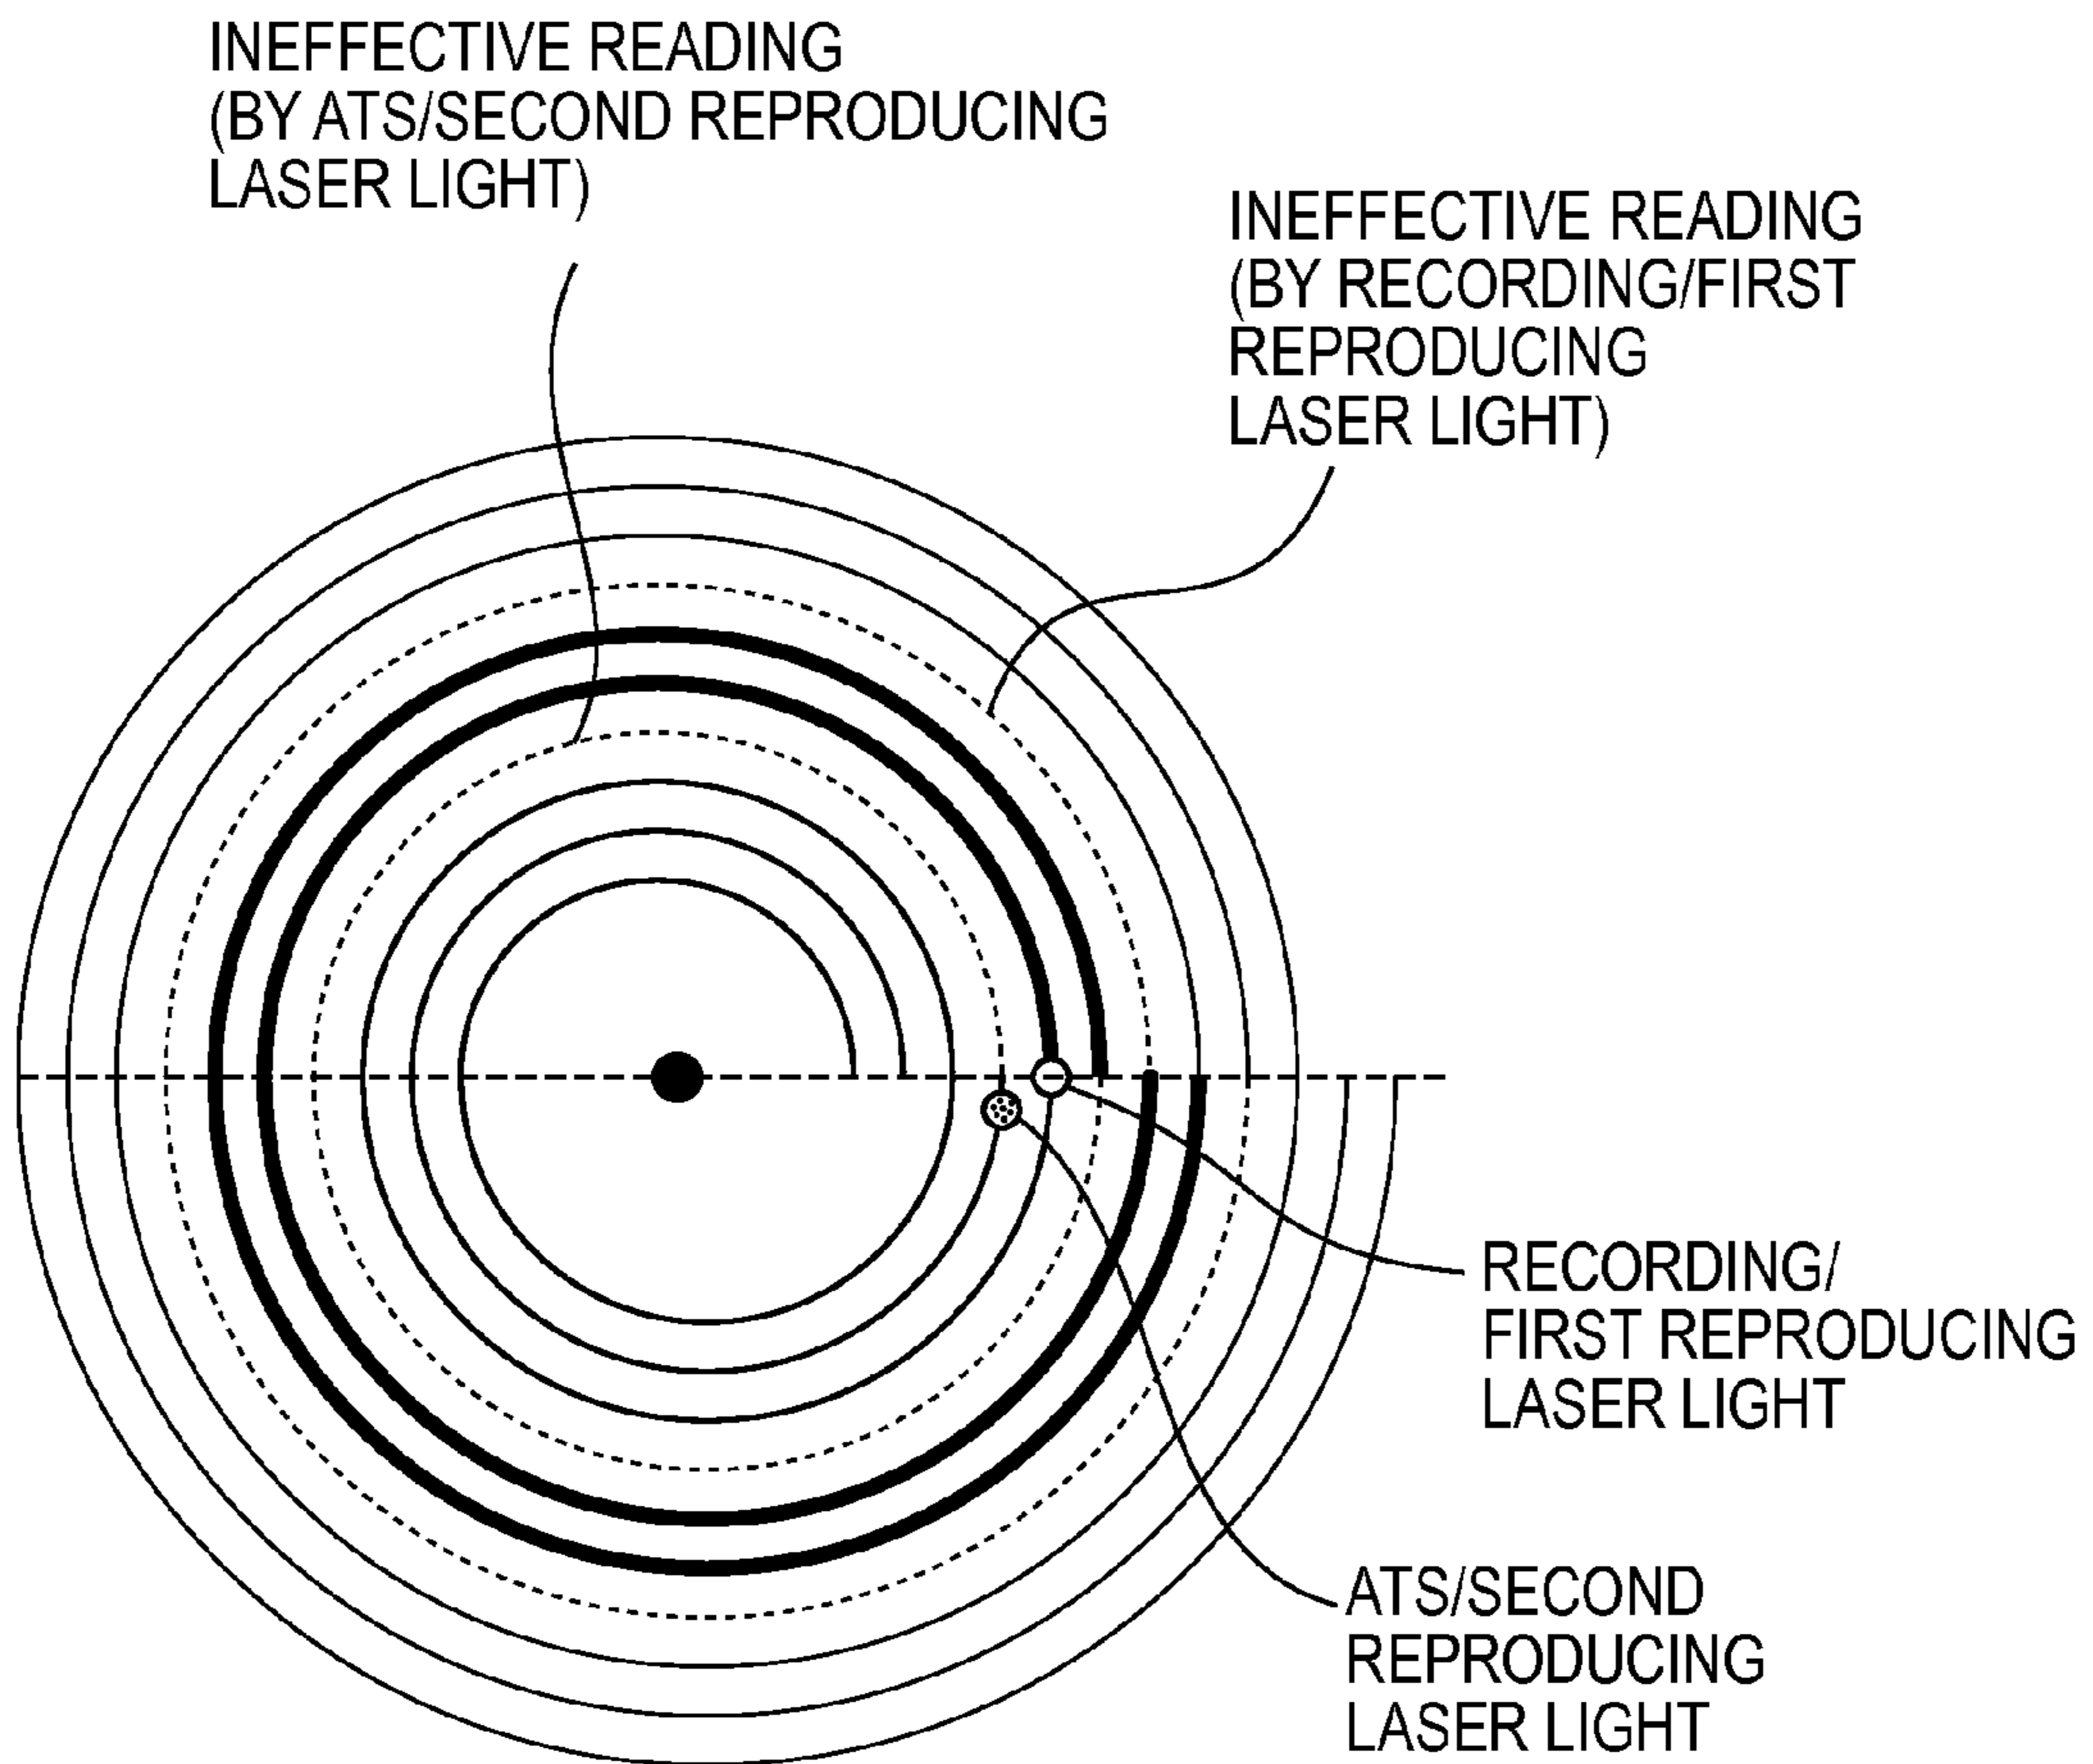 INEFFECTIVE READING
(BY ATS/SECOND REPRODUCING
LASER LIGHT)
INEFFECTIVE READING
(BY RECORDING/FIRST
REPRODUCING
LASER LIGHT)
RECORDING/
FIRST REPRODUCING
LASER LIGHT
ATS/SECOND
REPRODUCING
LASER LIGHT